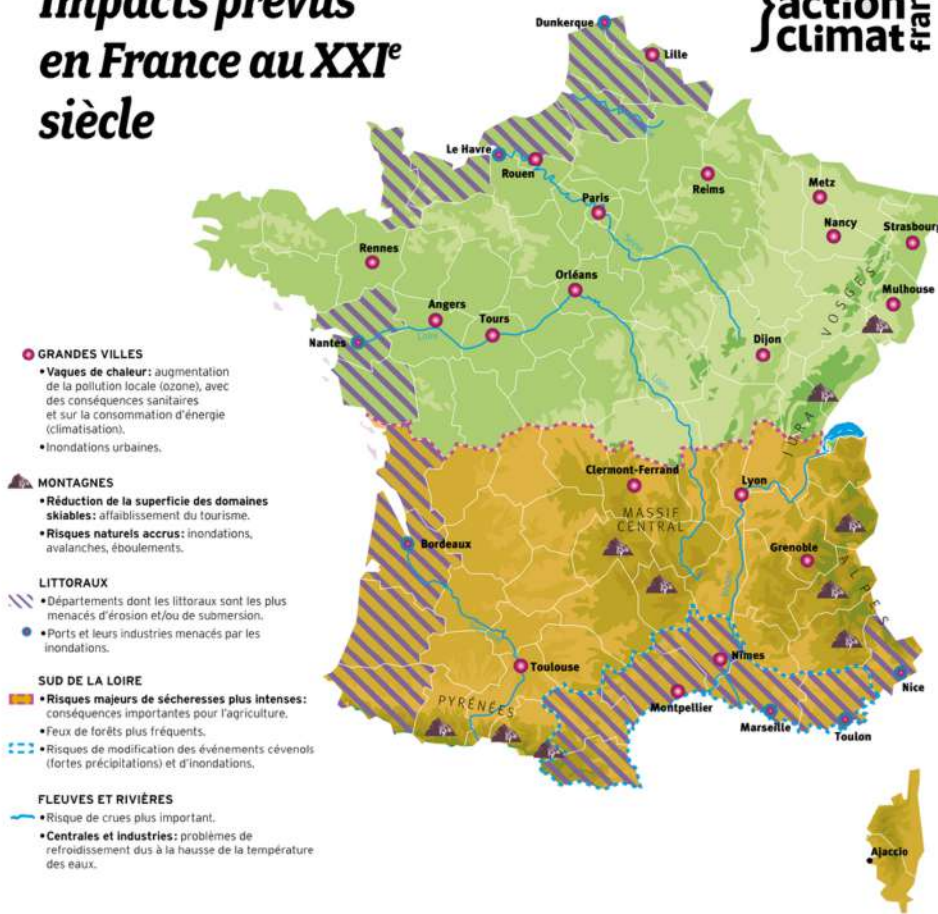 Impacts prévus
en France au XXIe
siècle
action
climat
fran
Dunkerque
Lille
Le Havre
Rouen
Reims
Metz
Paris
Nancy
Strasbourg
Seine
Rennes
Orléans
VOSGES
Mulhouse
Angers
Tours
Nantes
Loire
Dijon
Loire
JURA
Clermont-Ferrand
Lyon
MASSIF
CENTRAL
Bordeaux
Grenoble
ALPES
Rhône
Nîmes
Toulouse
Nice
Montpellier
PYRÉNÉES
Marseille
Toulon
Ajaccio
GRANDES VILLES
• Vagues de chaleur: augmentation
de la pollution locale (ozone), avec
des conséquences sanitaires
et sur la consommation d'énergie
(climatisation).
• Inondations urbaines.
MONTAGNES
• Réduction de la superficie des domaines
skiables: affaiblissement du tourisme.
• Risques naturels accrus: inondations,
avalanches, éboulements.
LITTORAUX
• Départements dont les littoraux sont les plus
menacés d'érosion et/ou de submersion.
• Ports et leurs industries menacés par les
inondations.
SUD DE LA LOIRE
• Risques majeurs de sécheresses plus intenses:
conséquences importantes pour l'agriculture.
• Feux de forêts plus fréquents.
• Risques de modification des événements cévenols
(fortes précipitations) et d'inondations.
FLEUVES ET RIVIÈRES
• Risque de crues plus important.
• Centrales et industries: problèmes de
refroidissement dus à la hausse de la température
des eaux.